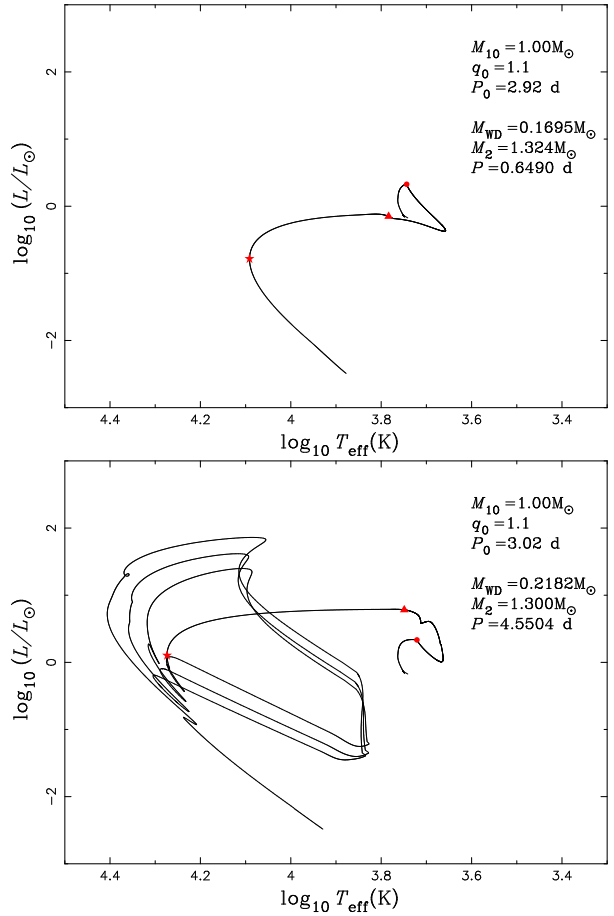 M10=1.00M⊙
q0=1.1
P0=2.92 d
MWD=0.1695M⊙
M2=1.324M⊙
P=0.6490 d
log10 (L/L⊙)
2
0
-2
4.4 4.2 4 3.8 3.6 3.4
log10 Teff(K)
M10=1.00M⊙
q0=1.1
P0=3.02 d
MWD=0.2182M⊙
M2=1.300M⊙
P=4.5504 d
log10 (L/L⊙)
2
0
-2
4.4 4.2 4 3.8 3.6 3.4
log10 Teff(K)